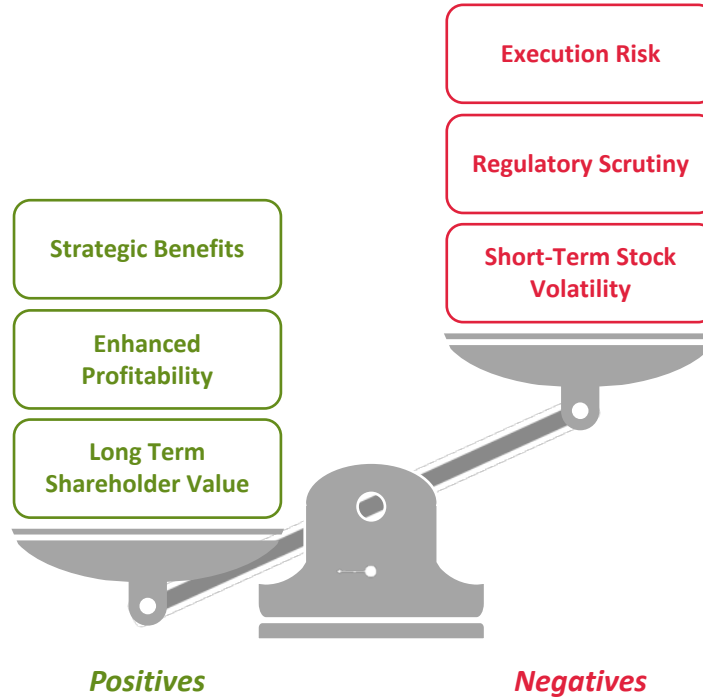 Execution Risk
Regulatory Scrutiny
Short-Term Stock
Volatility
Strategic Benefits
Enhanced
Profitability
Long Term
Shareholder Value
Positives
Negatives